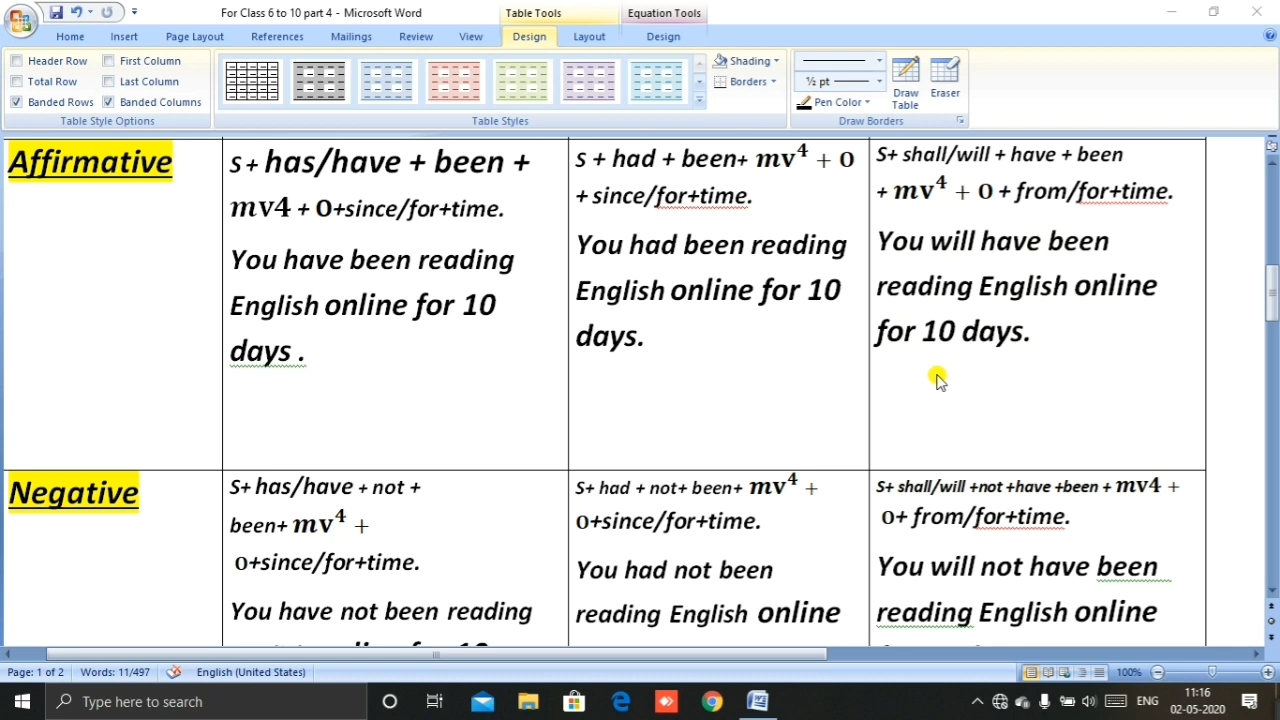 For Class 6 to 10 part 4 - Microsoft Word
Table Tools
Equation Tools
Home Insert Page Layout References Mailings Review View Design Layout Design
Header Row First Column
Total Row Last Column
Banded Rows Banded Columns
Table Style Options
Table Styles
Shading
Borders
½ pt
Pen Color
Draw Table
Eraser
Draw Borders
Affirmative
S + has/have + been +
mv4 + O+since/for+time.
You have been reading
English online for 10
days .
S + had + been+ mv⁴ + O
+ since/for+time.
You had been reading
English online for 10
days.
S+ shall/will + have + been
+ mv⁴ + O + from/for+time.
You will have been
reading English online
for 10 days.
Negative
S+ has/have + not +
been+ mv⁴ +
O+since/for+time.
You have not been reading
S+ had + not+ been+ mv⁴ +
O+since/for+time.
You had not been
reading English online
S+ shall/will +not +have +been + mv4 +
O+ from/for+time.
You will not have been
reading English online
Page: 1 of 2 Words: 11/497 English (United States) 100%
Type here to search
ENG
11:16
02-05-2020